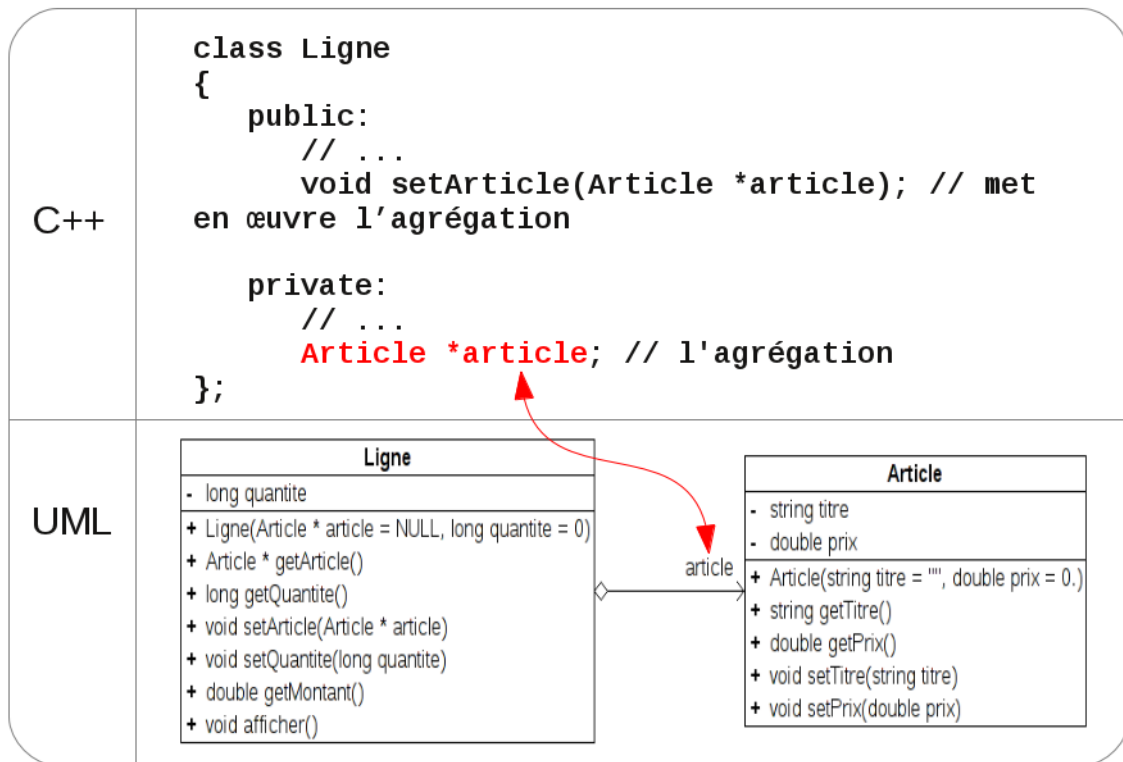 C++
class Ligne
{
public:
// ...
void setArticle(Article *article); // met
en œuvre l’agrégation
private:
// ...
Article *article; // l'agrégation
};
UML
Ligne
- long quantite
+ Ligne(Article * article = NULL, long quantite = 0)
+ Article * getArticle()
+ long getQuantite()
+ void setArticle(Article * article)
+ void setQuantite(long quantite)
+ double getMontant()
+ void afficher()
article
Article
- string titre
- double prix
+ Article(string titre = "", double prix = 0.)
+ string getTitre()
+ double getPrix()
+ void setTitre(string titre)
+ void setPrix(double prix)